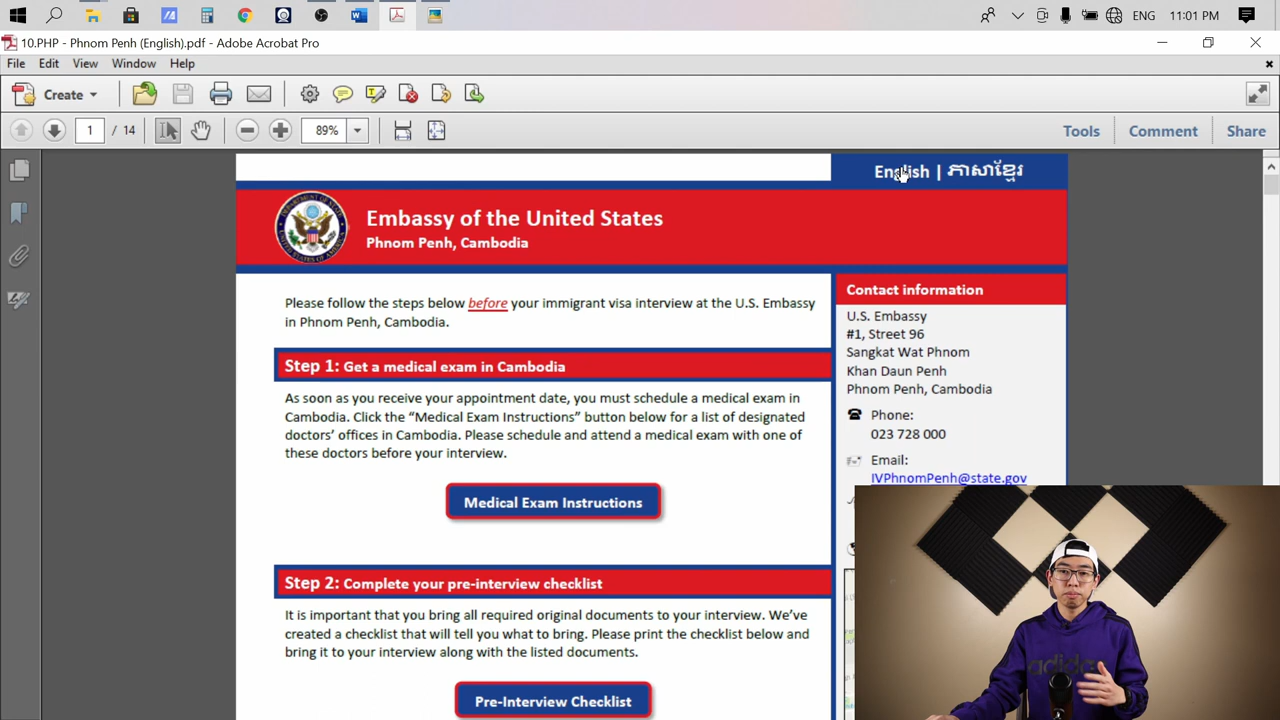 ENG
11:01 PM
10.PHP - Phnom Penh (English).pdf - Adobe Acrobat Pro
File Edit View Window Help
Create
1 / 14
89%
Tools Comment Share
English | ភាសាខ្មែរ
Embassy of the United States
Phnom Penh, Cambodia
Please follow the steps below before your immigrant visa interview at the U.S. Embassy
in Phnom Penh, Cambodia.
Step 1: Get a medical exam in Cambodia
As soon as you receive your appointment date, you must schedule a medical exam in
Cambodia. Click the “Medical Exam Instructions” button below for a list of designated
doctors’ offices in Cambodia. Please schedule and attend a medical exam with one of
these doctors before your interview.
Medical Exam Instructions
Step 2: Complete your pre-interview checklist
It is important that you bring all required original documents to your interview. We’ve
created a checklist that will tell you what to bring. Please print the checklist below and
bring it to your interview along with the listed documents.
Pre-Interview Checklist
Contact information
U.S. Embassy
#1, Street 96
Sangkat Wat Phnom
Khan Daun Penh
Phnom Penh, Cambodia
Phone:
023 728 000
Email:
IVPhnomPenh@state.gov
adidas